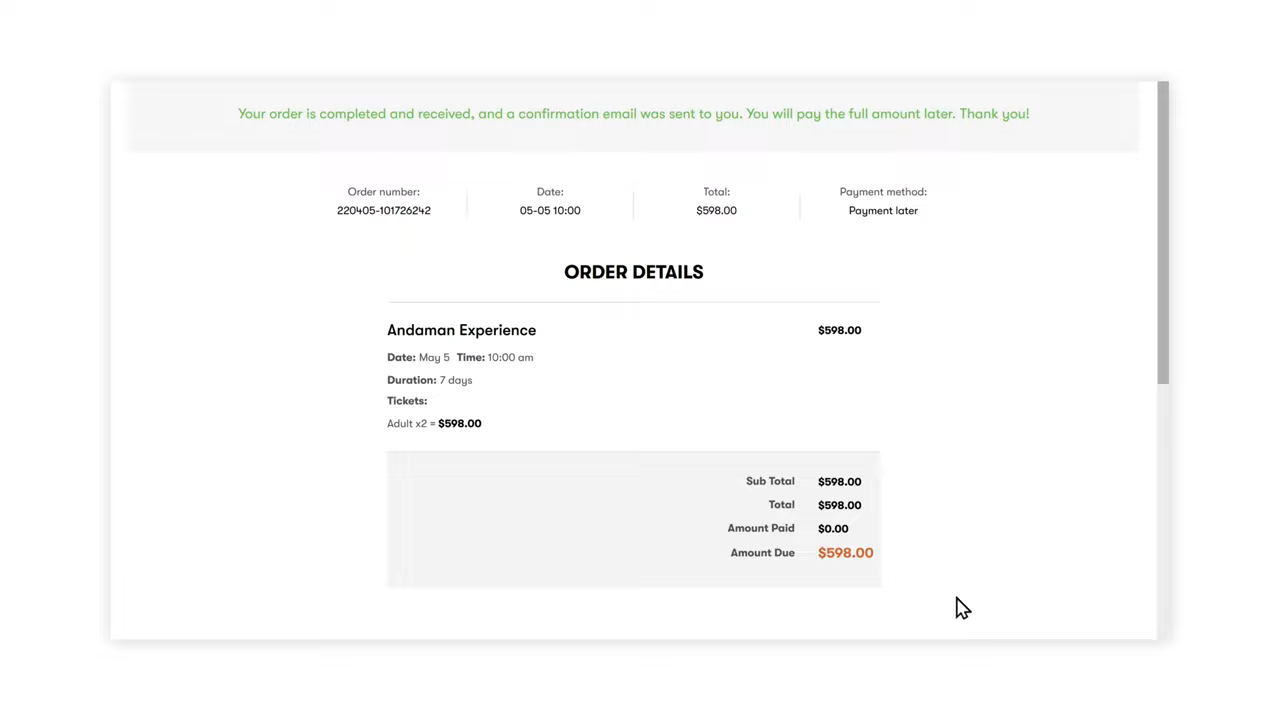 Your order is completed and received, and a confirmation email was sent to you. You will pay the full amount later. Thank you!
Order number:
220405-101726242
Date:
05-05 10:00
Total:
$598.00
Payment method:
Payment later
ORDER DETAILS
Andaman Experience $598.00
Date: May 5 Time: 10:00 am
Duration: 7 days
Tickets:
Adult x2 = $598.00
Sub Total $598.00
Total $598.00
Amount Paid $0.00
Amount Due $598.00